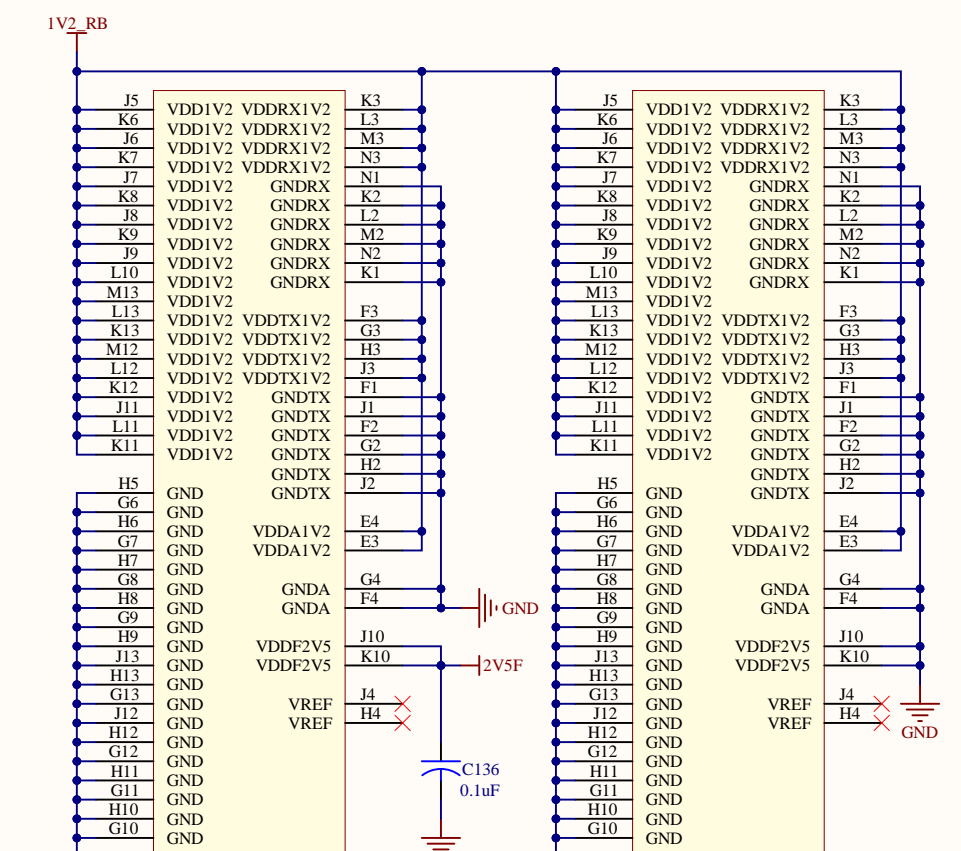 1V2_RB
J5 VDD1V2 VDDRX1V2 K3 J5 VDD1V2 VDDRX1V2 K3
K6 VDD1V2 VDDRX1V2 L3 K6 VDD1V2 VDDRX1V2 L3
J6 VDD1V2 VDDRX1V2 M3 J6 VDD1V2 VDDRX1V2 M3
K7 VDD1V2 VDDRX1V2 N3 K7 VDD1V2 VDDRX1V2 N3
J7 VDD1V2 GNDRX N1 J7 VDD1V2 GNDRX N1
K8 VDD1V2 GNDRX K2 K8 VDD1V2 GNDRX K2
J8 VDD1V2 GNDRX L2 J8 VDD1V2 GNDRX L2
K9 VDD1V2 GNDRX M2 K9 VDD1V2 GNDRX M2
J9 VDD1V2 GNDRX N2 J9 VDD1V2 GNDRX N2
L10 VDD1V2 GNDRX K1 L10 VDD1V2 GNDRX K1
M13 VDD1V2 M13 VDD1V2
L13 VDD1V2 VDDTX1V2 F3 L13 VDD1V2 VDDTX1V2 F3
K13 VDD1V2 VDDTX1V2 G3 K13 VDD1V2 VDDTX1V2 G3
M12 VDD1V2 VDDTX1V2 H3 M12 VDD1V2 VDDTX1V2 H3
L12 VDD1V2 VDDTX1V2 J3 L12 VDD1V2 VDDTX1V2 J3
K12 VDD1V2 GNDTX F1 K12 VDD1V2 GNDTX F1
J11 VDD1V2 GNDTX J1 J11 VDD1V2 GNDTX J1
L11 VDD1V2 GNDTX F2 L11 VDD1V2 GNDTX F2
K11 VDD1V2 GNDTX G2 K11 VDD1V2 GNDTX G2
GNDTX H2 GNDTX H2
H5 GND GNDTX J2 H5 GND GNDTX J2
G6 GND G6 GND
H6 GND VDDA1V2 E4 H6 GND VDDA1V2 E4
G7 GND VDDA1V2 E3 G7 GND VDDA1V2 E3
H7 GND H7 GND
G8 GND GNDA G4 G8 GND GNDA G4
H8 GND GNDA F4 GND H8 GND GNDA F4
G9 GND G9 GND
H9 GND VDDF2V5 J10 H9 GND VDDF2V5 J10
J13 GND VDDF2V5 K10 2V5F J13 GND VDDF2V5 K10
H13 GND H13 GND
G13 GND VREF J4 G13 GND VREF J4
J12 GND VREF H4 J12 GND VREF H4 GND
H12 GND H12 GND
G12 GND G12 GND
H11 GND C136 H11 GND
G11 GND 0.1uF G11 GND
H10 GND H10 GND
G10 GND G10 GND